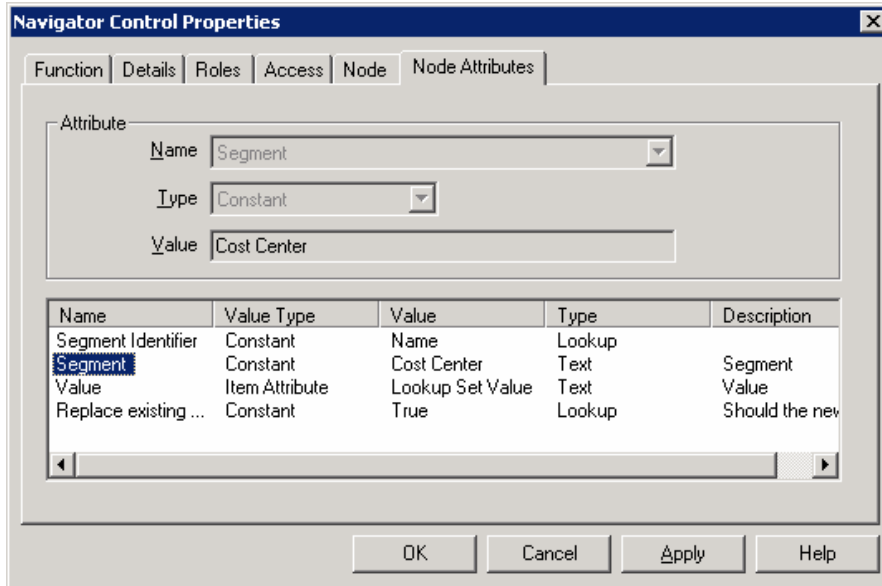 Navigator Control Properties
Function Details Roles Access Node Node Attributes
Attribute
Name Segment
Type Constant
Value Cost Center
Name Value Type Value Type Description
Segment Identifier Constant Name Lookup
Segment Constant Cost Center Text Segment
Value Item Attribute Lookup Set Value Text Value
Replace existing ... Constant True Lookup Should the new
OK Cancel Apply Help